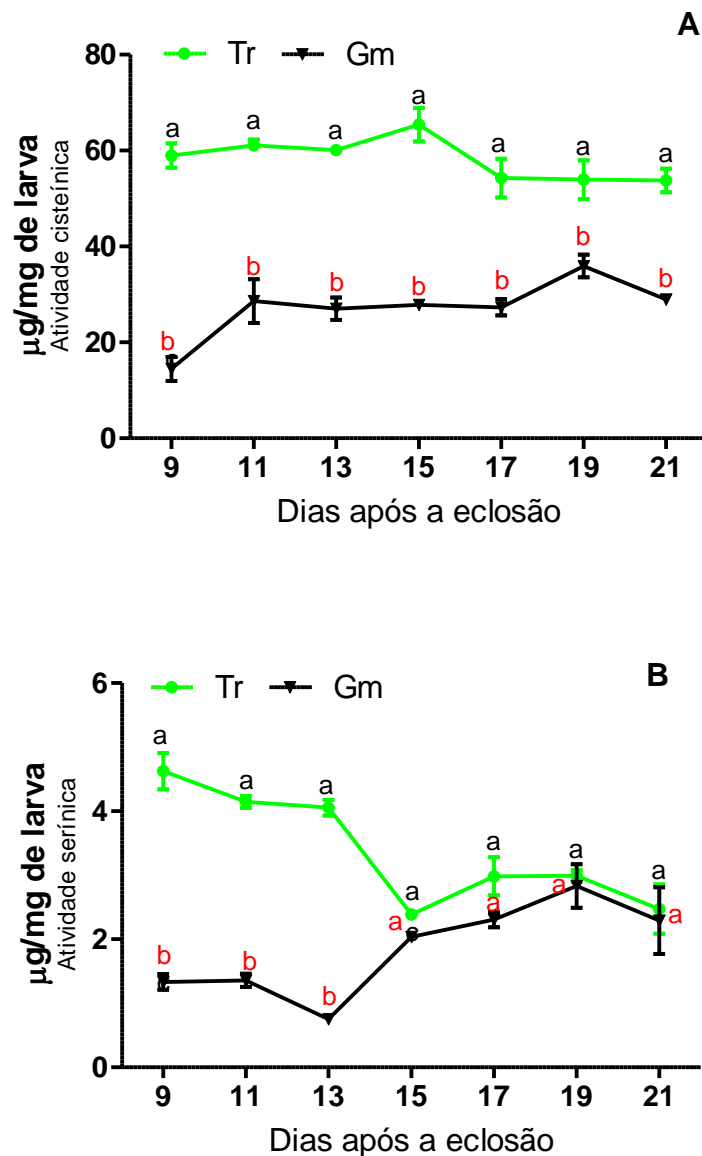 A
Tr Gm
80
60
40
20
0
µg/mg de larva
Atividade cisteínica
a a a a a a a
b b b b b b b
9 11 13 15 17 19 21
Dias após a eclosão
B
Tr Gm
6
4
2
0
µg/mg de larva
Atividade serínica
a a a a a a a
b b b a a a a
9 11 13 15 17 19 21
Dias após a eclosão